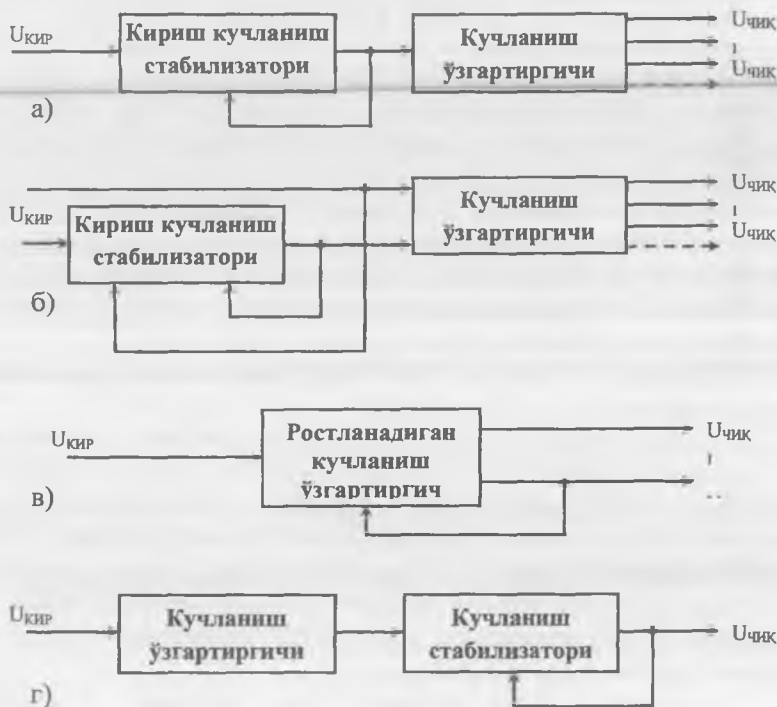 Uкир
Кириш кучланиш
стабилизатори
Кучланиш
ўзгартиргичи
Uчиқ
Uчиқ
а)
Uкир
Кириш кучланиш
стабилизатори
Кучланиш
ўзгартиргичи
Uчиқ
Uчиқ
б)
Uкир
Ростланадиган
кучланиш
ўзгартиргич
Uчиқ
в)
Uкир
Кучланиш
ўзгартиргичи
Кучланиш
стабилизатори
Uчиқ
г)